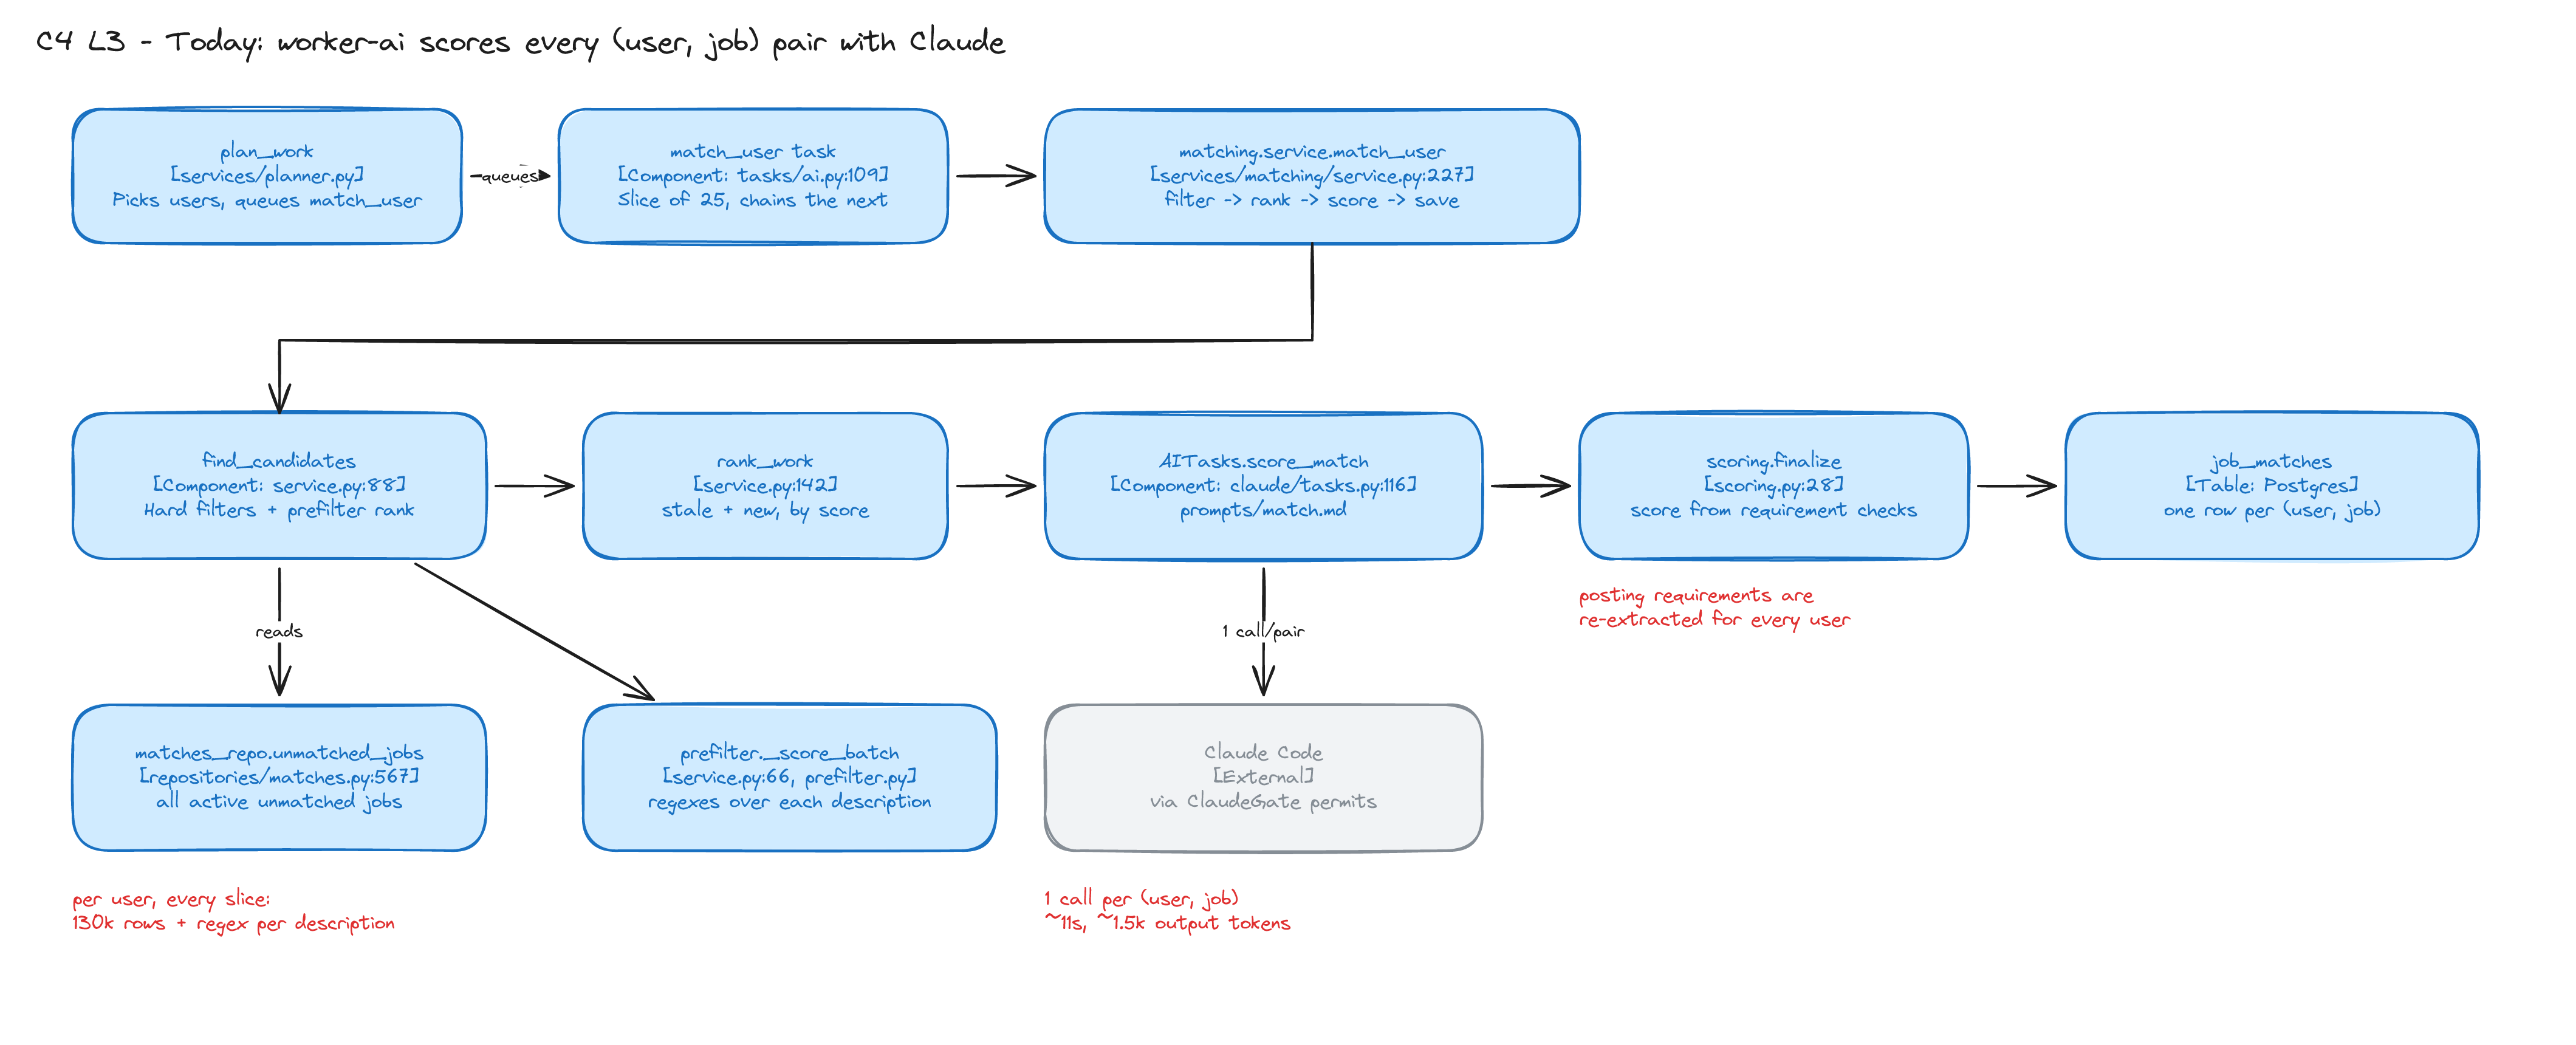 C4 L3 - Today: worker-ai scores every (user, job) pair with Claude
plan_work
[services/planner.py]
Picks users, queues match_user
queues
match_user task
[Component: tasks/ai.py:109]
Slice of 25, chains the next
matching.service.match_user
[services/matching/service.py:227]
filter -> rank -> score -> save
find_candidates
[Component: service.py:88]
Hard filters + prefilter rank
rank_work
[service.py:142]
stale + new, by score
AITasks.score_match
[Component: claude/tasks.py:116]
prompts/match.md
scoring.finalize
[scoring.py:28]
score from requirement checks
job_matches
[Table: Postgres]
one row per (user, job)
posting requirements are
re-extracted for every user
reads
1 call/pair
matches_repo.unmatched_jobs
[repositories/matches.py:567]
all active unmatched jobs
prefilter._score_batch
[service.py:66, prefilter.py]
regexes over each description
Claude Code
[External]
via ClaudeGate permits
per user, every slice:
130k rows + regex per description
1 call per (user, job)
~11s, ~1.5k output tokens